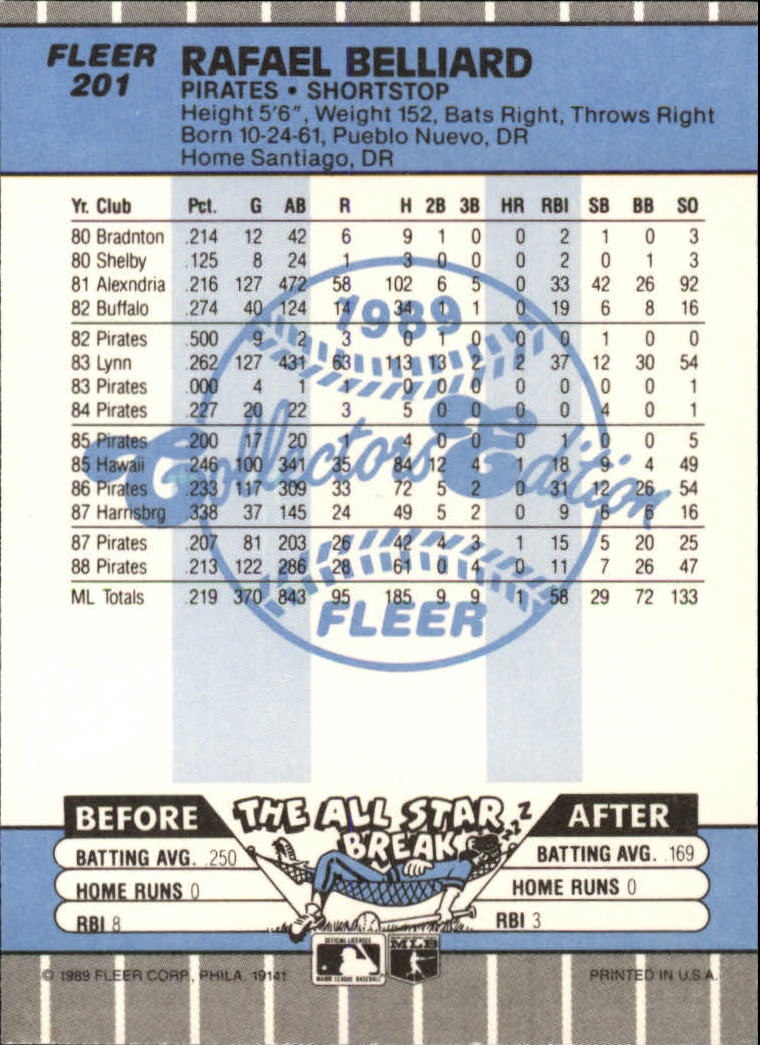 FLEER
201
RAFAEL BELLIARD
PIRATES • SHORTSTOP
Height 5'6", Weight 152, Bats Right, Throws Right
Born 10-24-61, Pueblo Nuevo, DR
Home Santiago, DR
Yr. Club Pct. G AB R H 2B 3B HR RBI SB BB SO
80 Bradnton .214 12 42 6 9 1 0 0 2 1 0 3
80 Shelby .125 8 24 1 3 0 0 0 2 0 1 3
81 Alexndria .216 127 472 58 102 6 5 0 33 42 26 92
82 Buffalo .274 40 124 14 34 1 1 0 19 6 8 16
82 Pirates .500 9 2 3 0 1 0 0 0 1 0 0
83 Lynn .262 127 431 63 113 13 2 2 37 12 30 54
83 Pirates .000 4 1 1 0 0 0 0 0 0 0 1
84 Pirates .227 20 22 3 5 0 0 0 0 4 0 1
85 Pirates .200 17 20 1 4 0 0 0 1 0 0 5
85 Hawaii .246 100 341 35 84 12 4 1 18 4 49
86 Pirates .233 117 309 33 72 5 2 0 31 12 26 54
87 Harrisbrg .338 37 145 24 49 5 2 0 9 6 6 16
87 Pirates .207 81 203 26 42 4 3 1 15 5 20 25
88 Pirates .213 122 286 28 61 0 4 0 11 7 26 47
ML Totals .219 370 843 95 185 9 9 1 58 29 72 133
1989
Collectors Edition
FLEER
BEFORE THE ALL STAR BREAK ZZZ AFTER
BATTING AVG. .250 BATTING AVG. .169
HOME RUNS 0 HOME RUNS 0
RBI 8 RBI 3
OFFICIAL LICENSEE
MAJOR LEAGUE BASEBALL
MLB
© 1989 FLEER CORP., PHILA. 19141 PRINTED IN U.S.A.